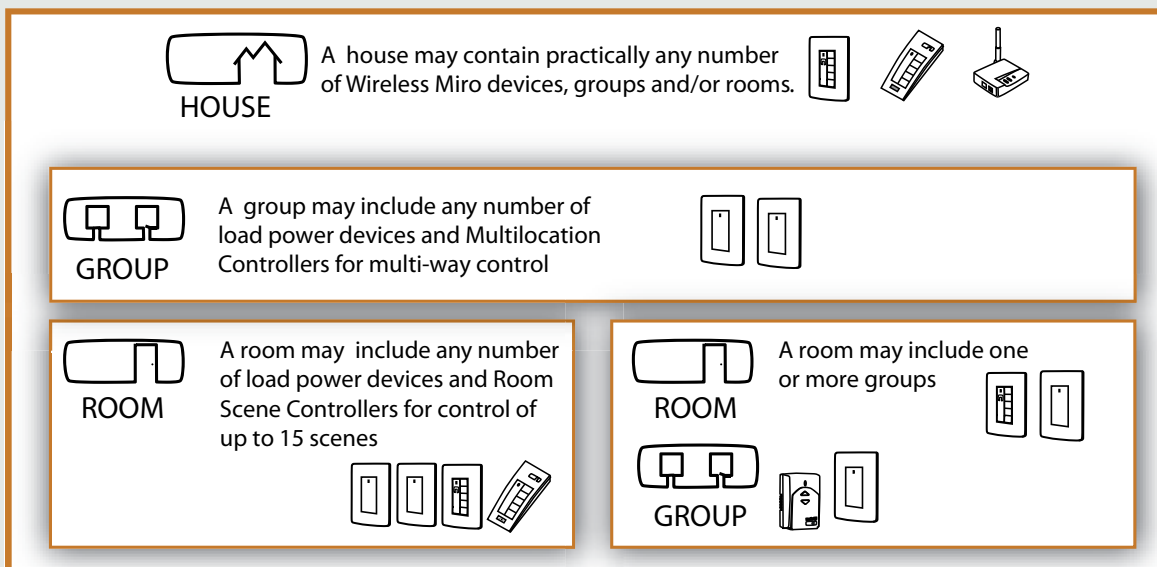 A house may contain practically any number
of Wireless Miro devices, groups and/or rooms.
HOUSE
A group may include any number of
load power devices and Multilocation
Controllers for multi-way control
GROUP
A room may include any number
of load power devices and Room
Scene Controllers for control of
up to 15 scenes
ROOM
A room may include one
or more groups
ROOM
GROUP